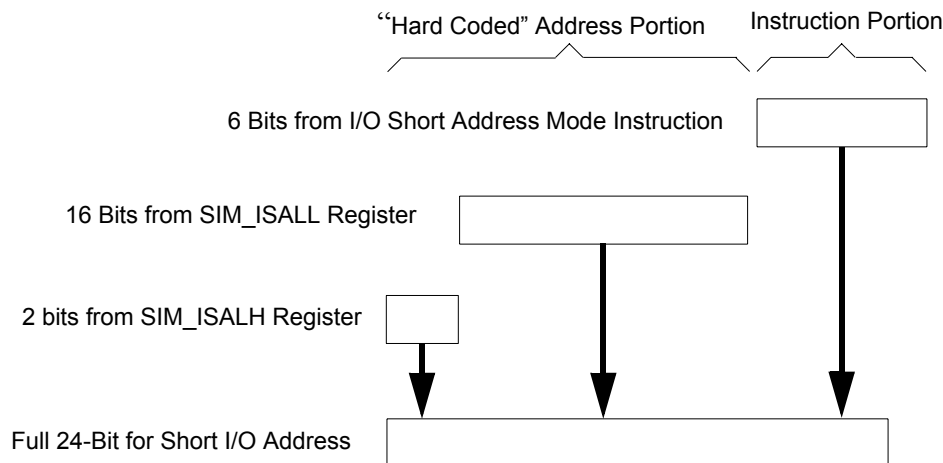 “Hard Coded” Address Portion Instruction Portion
6 Bits from I/O Short Address Mode Instruction
16 Bits from SIM_ISALL Register
2 bits from SIM_ISALH Register
Full 24-Bit for Short I/O Address